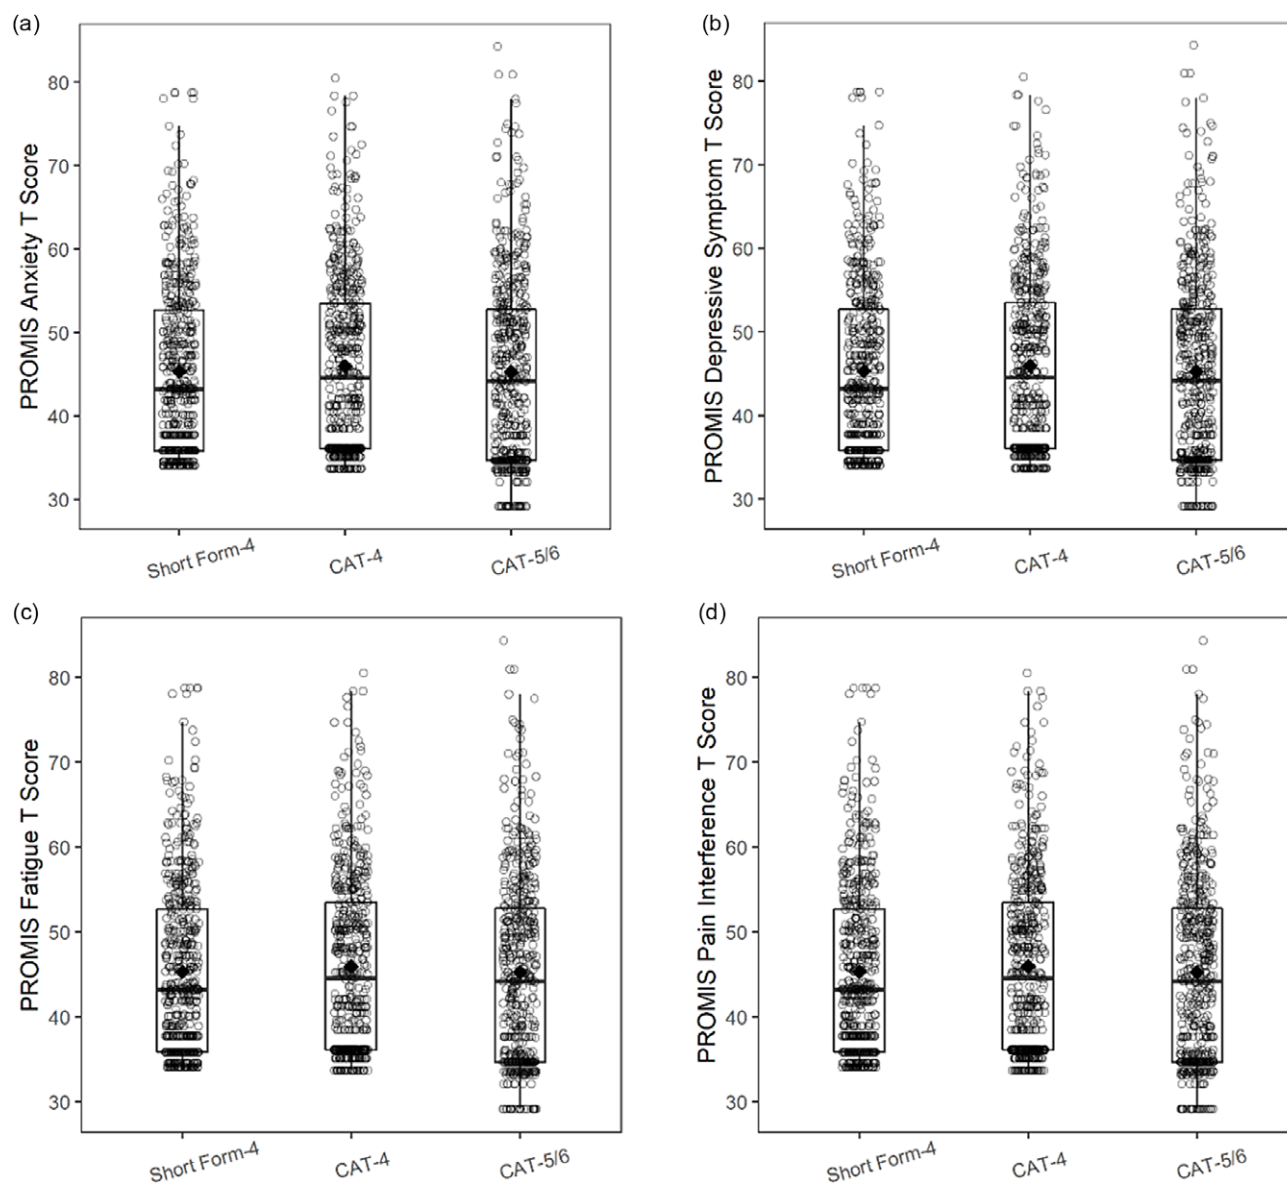 (a)
PROMIS Anxiety T Score
80
70
60
50
40
30
Short Form-4
CAT-4
CAT-5/6
(b)
PROMIS Depressive Symptom T Score
80
70
60
50
40
30
Short Form-4
CAT-4
CAT-5/6
(c)
PROMIS Fatigue T Score
80
70
60
50
40
30
Short Form-4
CAT-4
CAT-5/6
(d)
PROMIS Pain Interference T Score
80
70
60
50
40
30
Short Form-4
CAT-4
CAT-5/6